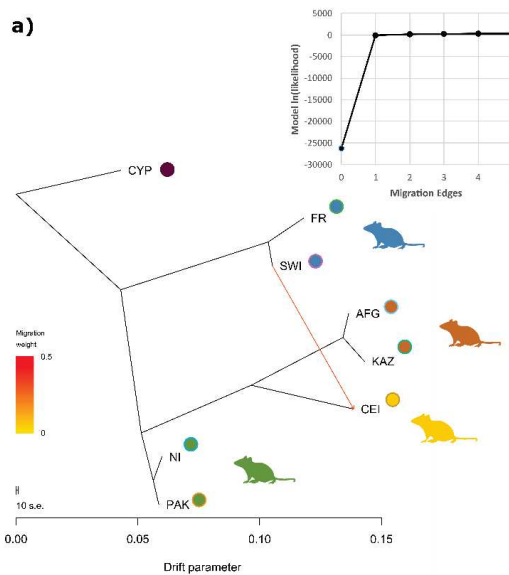 a)
5000
0
-5000
-10000
-15000
-20000
-25000
-30000
Model ln(likelihood)
0 1 2 3 4
Migration Edges
CYP
FR
SWI
AFG
KAZ
CEI
NI
PAK
Migration
weight
0.5
0
10 s.e.
0.00 0.05 0.10 0.15
Drift parameter